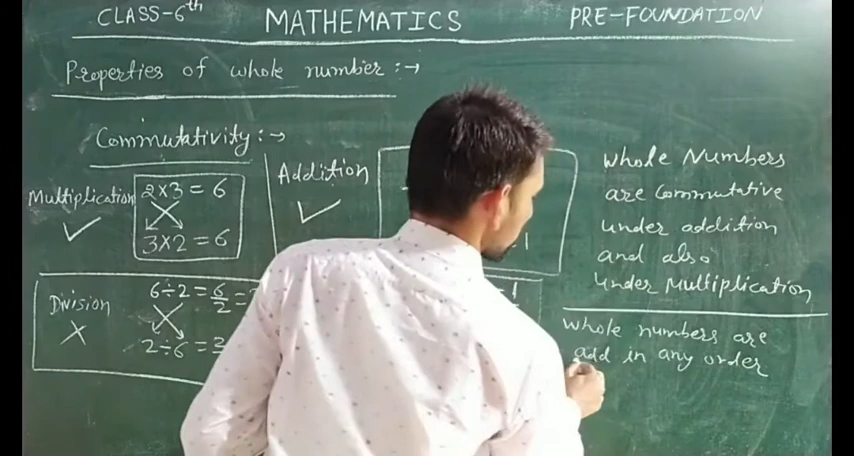 CLASS-6th MATHEMATICS PRE-FOUNDATION
Properties of whole number :→
Commutativity :→
Multiplication ✓
2×3 = 6
3×2 = 6
Addition ✓
1
Division ×
6÷2 = 6/2 =
2÷6 =
1
Whole Numbers
are Commutative
under addition
and also
under Multiplication
Whole numbers are
add in any order